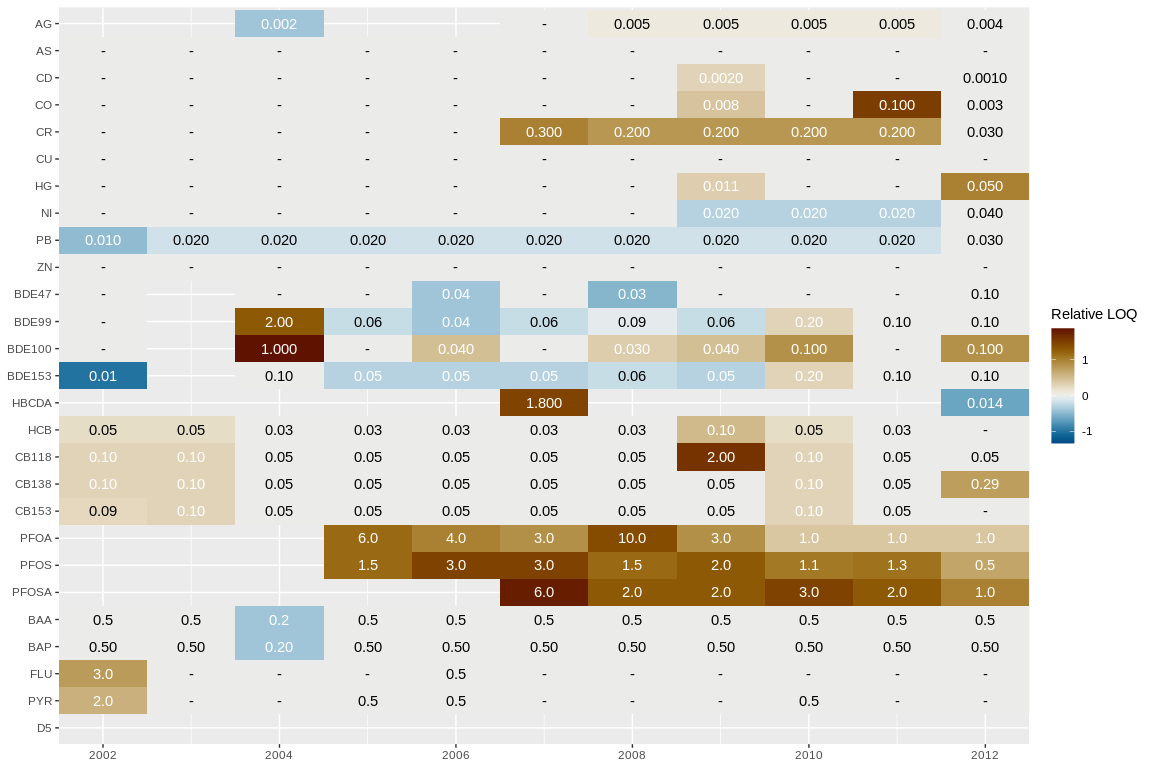 AG 0.002 - 0.005 0.005 0.005 0.005 0.004
AS - - - - - - - - - - -
CD - - - - - - - 0.0020 - - 0.0010
CO - - - - - - - 0.008 - 0.100 0.003
CR - - - - - 0.300 0.200 0.200 0.200 0.200 0.030
CU - - - - - - - - - - -
HG - - - - - - - 0.011 - - 0.050
NI - - - - - - - 0.020 0.020 0.020 0.040
PB 0.010 0.020 0.020 0.020 0.020 0.020 0.020 0.020 0.020 0.020 0.030
ZN - - - - - - - - - - -
BDE47 - - - 0.04 - 0.03 - - - 0.10
BDE99 - 2.00 0.06 0.04 0.06 0.09 0.06 0.20 0.10 0.10
Relative LOQ
BDE100 - 1.000 - 0.040 - 0.030 0.040 0.100 - 0.100
1
BDE153 0.01 0.10 0.05 0.05 0.05 0.06 0.05 0.20 0.10 0.10
0
HBCDA 1.800 0.014
HCB 0.05 0.05 0.03 0.03 0.03 0.03 0.03 0.10 0.05 0.03 -
-1
CB118 0.10 0.10 0.05 0.05 0.05 0.05 0.05 2.00 0.10 0.05 0.05
CB138 0.10 0.10 0.05 0.05 0.05 0.05 0.05 0.05 0.10 0.05 0.29
CB153 0.09 0.10 0.05 0.05 0.05 0.05 0.05 0.05 0.10 0.05 -
PFOA 6.0 4.0 3.0 10.0 3.0 1.0 1.0 1.0
PFOS 1.5 3.0 3.0 1.5 2.0 1.1 1.3 0.5
PFOSA 6.0 2.0 2.0 3.0 2.0 1.0
BAA 0.5 0.5 0.2 0.5 0.5 0.5 0.5 0.5 0.5 0.5 0.5
BAP 0.50 0.50 0.20 0.50 0.50 0.50 0.50 0.50 0.50 0.50 0.50
FLU 3.0 - - - 0.5 - - - - - -
PYR 2.0 - - 0.5 0.5 - - - 0.5 - -
D5
2002 2004 2006 2008 2010 2012